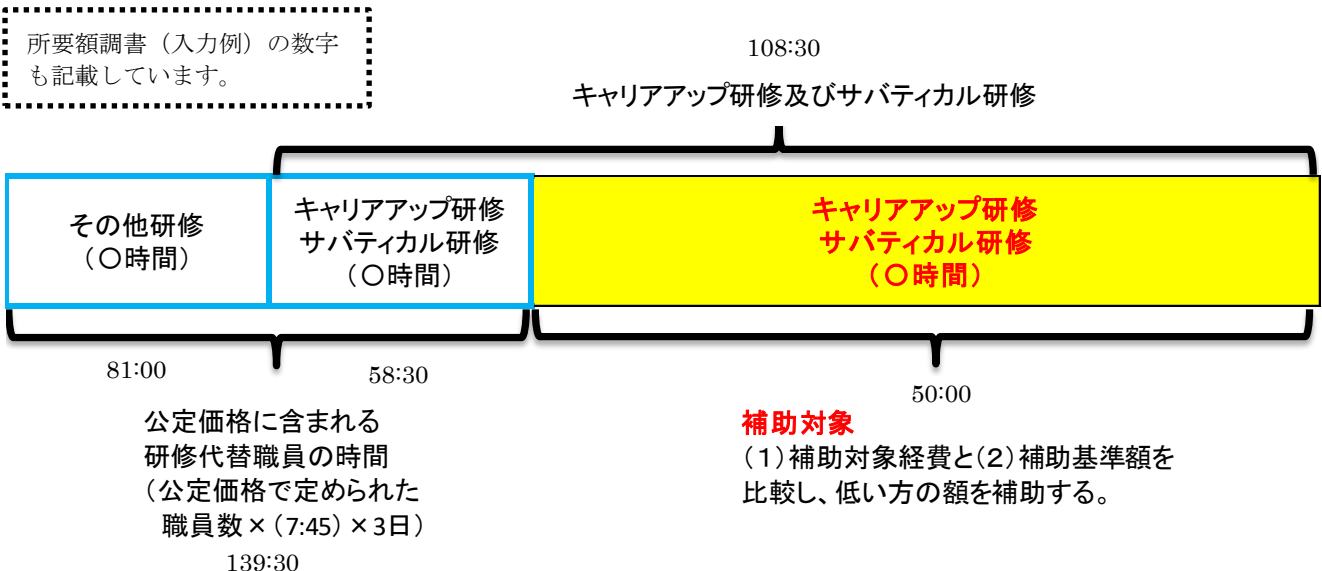 所要額調書（入力例）の数字
も記載しています。
108:30
キャリアアップ研修及びサバティカル研修
その他研修
（〇時間）
キャリアアップ研修
サバティカル研修
（〇時間）
キャリアアップ研修
サバティカル研修
（〇時間）
81:00
58:30
公定価格に含まれる
研修代替職員の時間
（公定価格で定められた
職員数×（7:45）×3日）
139:30
50:00
補助対象
（１）補助対象経費と（２）補助基準額を
比較し、低い方の額を補助する。